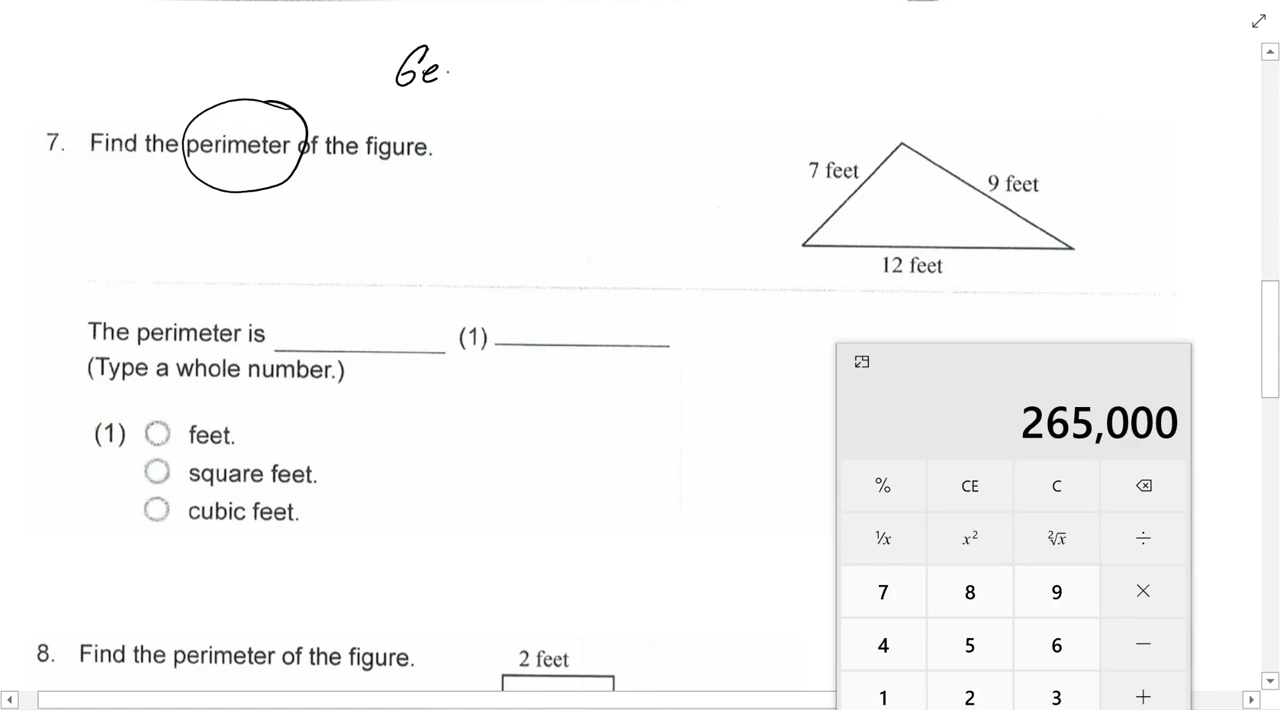 Ge
7. Find the perimeter of the figure.
7 feet
9 feet
12 feet
The perimeter is ____________ (1) ____________
(Type a whole number.)
(1) feet.
square feet.
cubic feet.
265,000
% CE C
¹/x x² ²√x ÷
7 8 9 ×
4 5 6 −
1 2 3 +
8. Find the perimeter of the figure.
2 feet